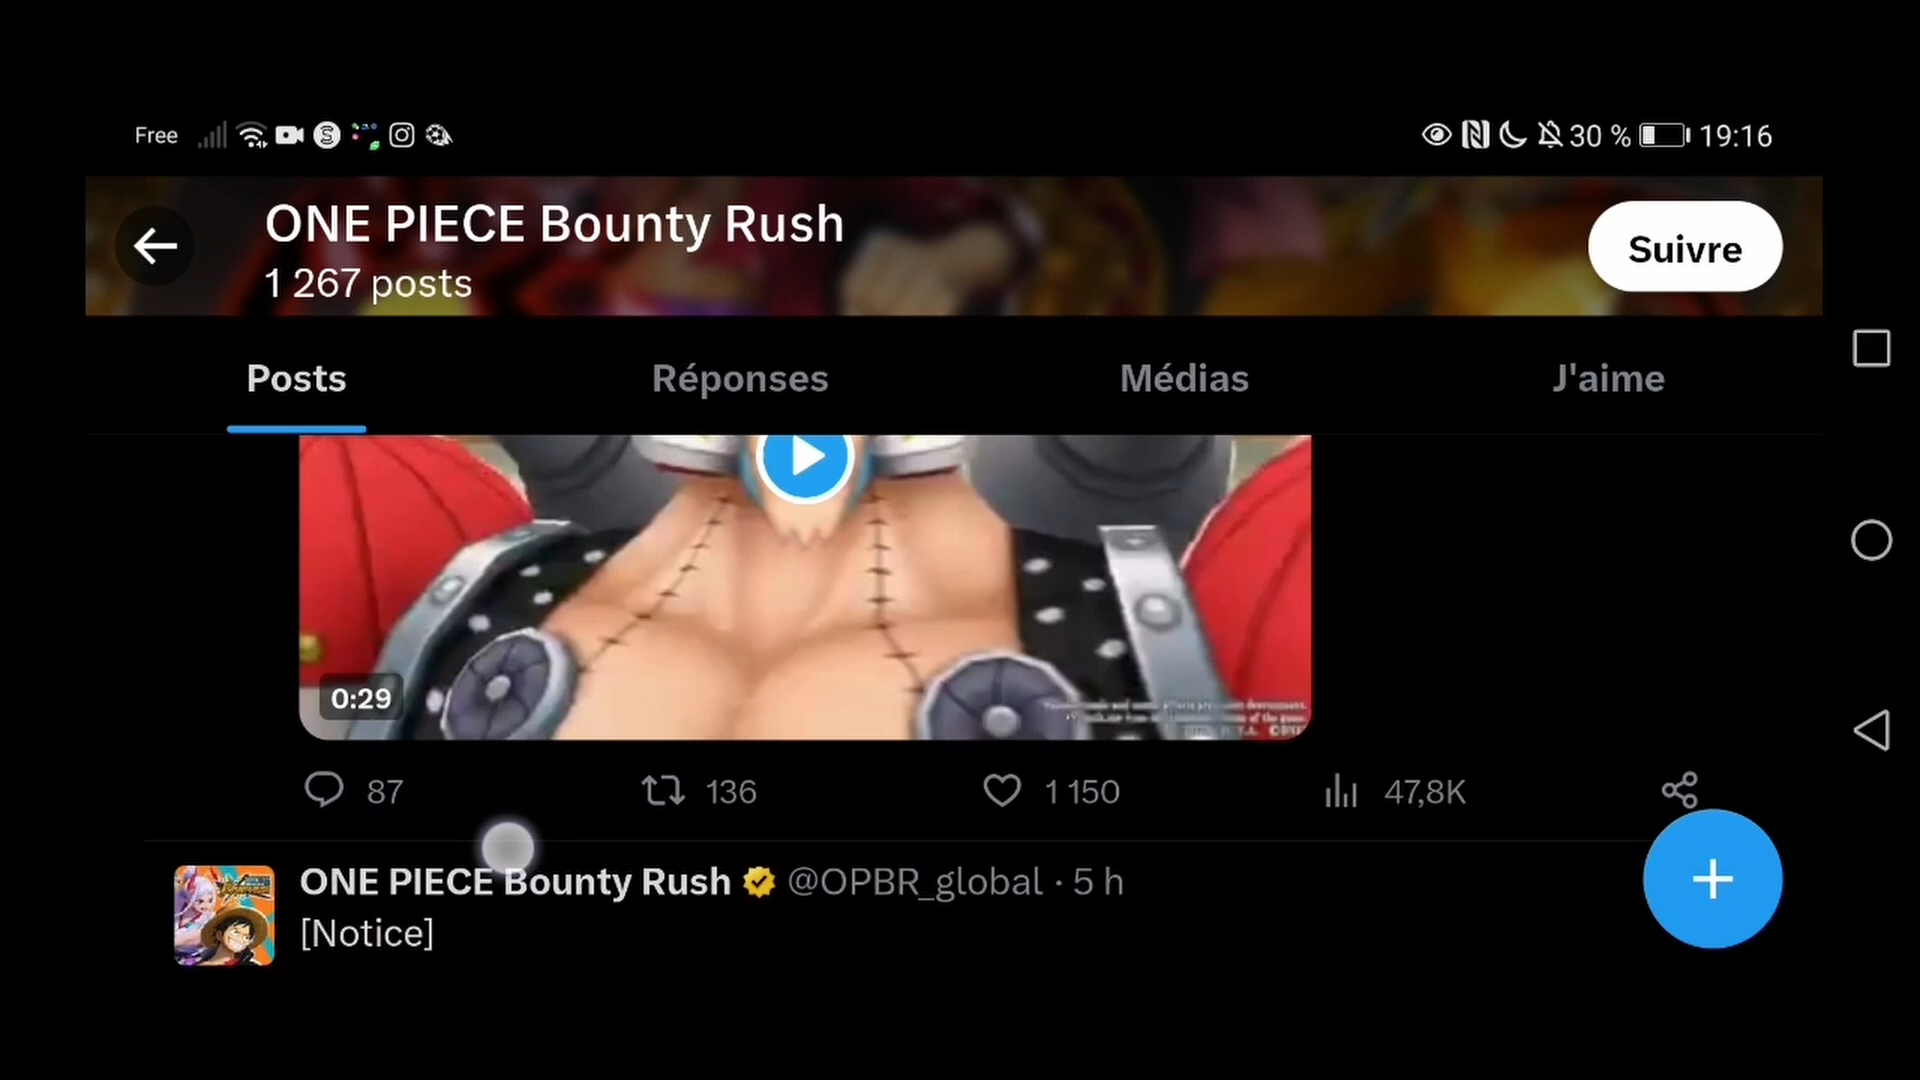 Free 30 % 19:16
ONE PIECE Bounty Rush
1 267 posts
Suivre
Posts Réponses Médias J'aime
0:29
87 136 1 150 47,8K
ONE PIECE Bounty Rush @OPBR_global · 5 h
[Notice]